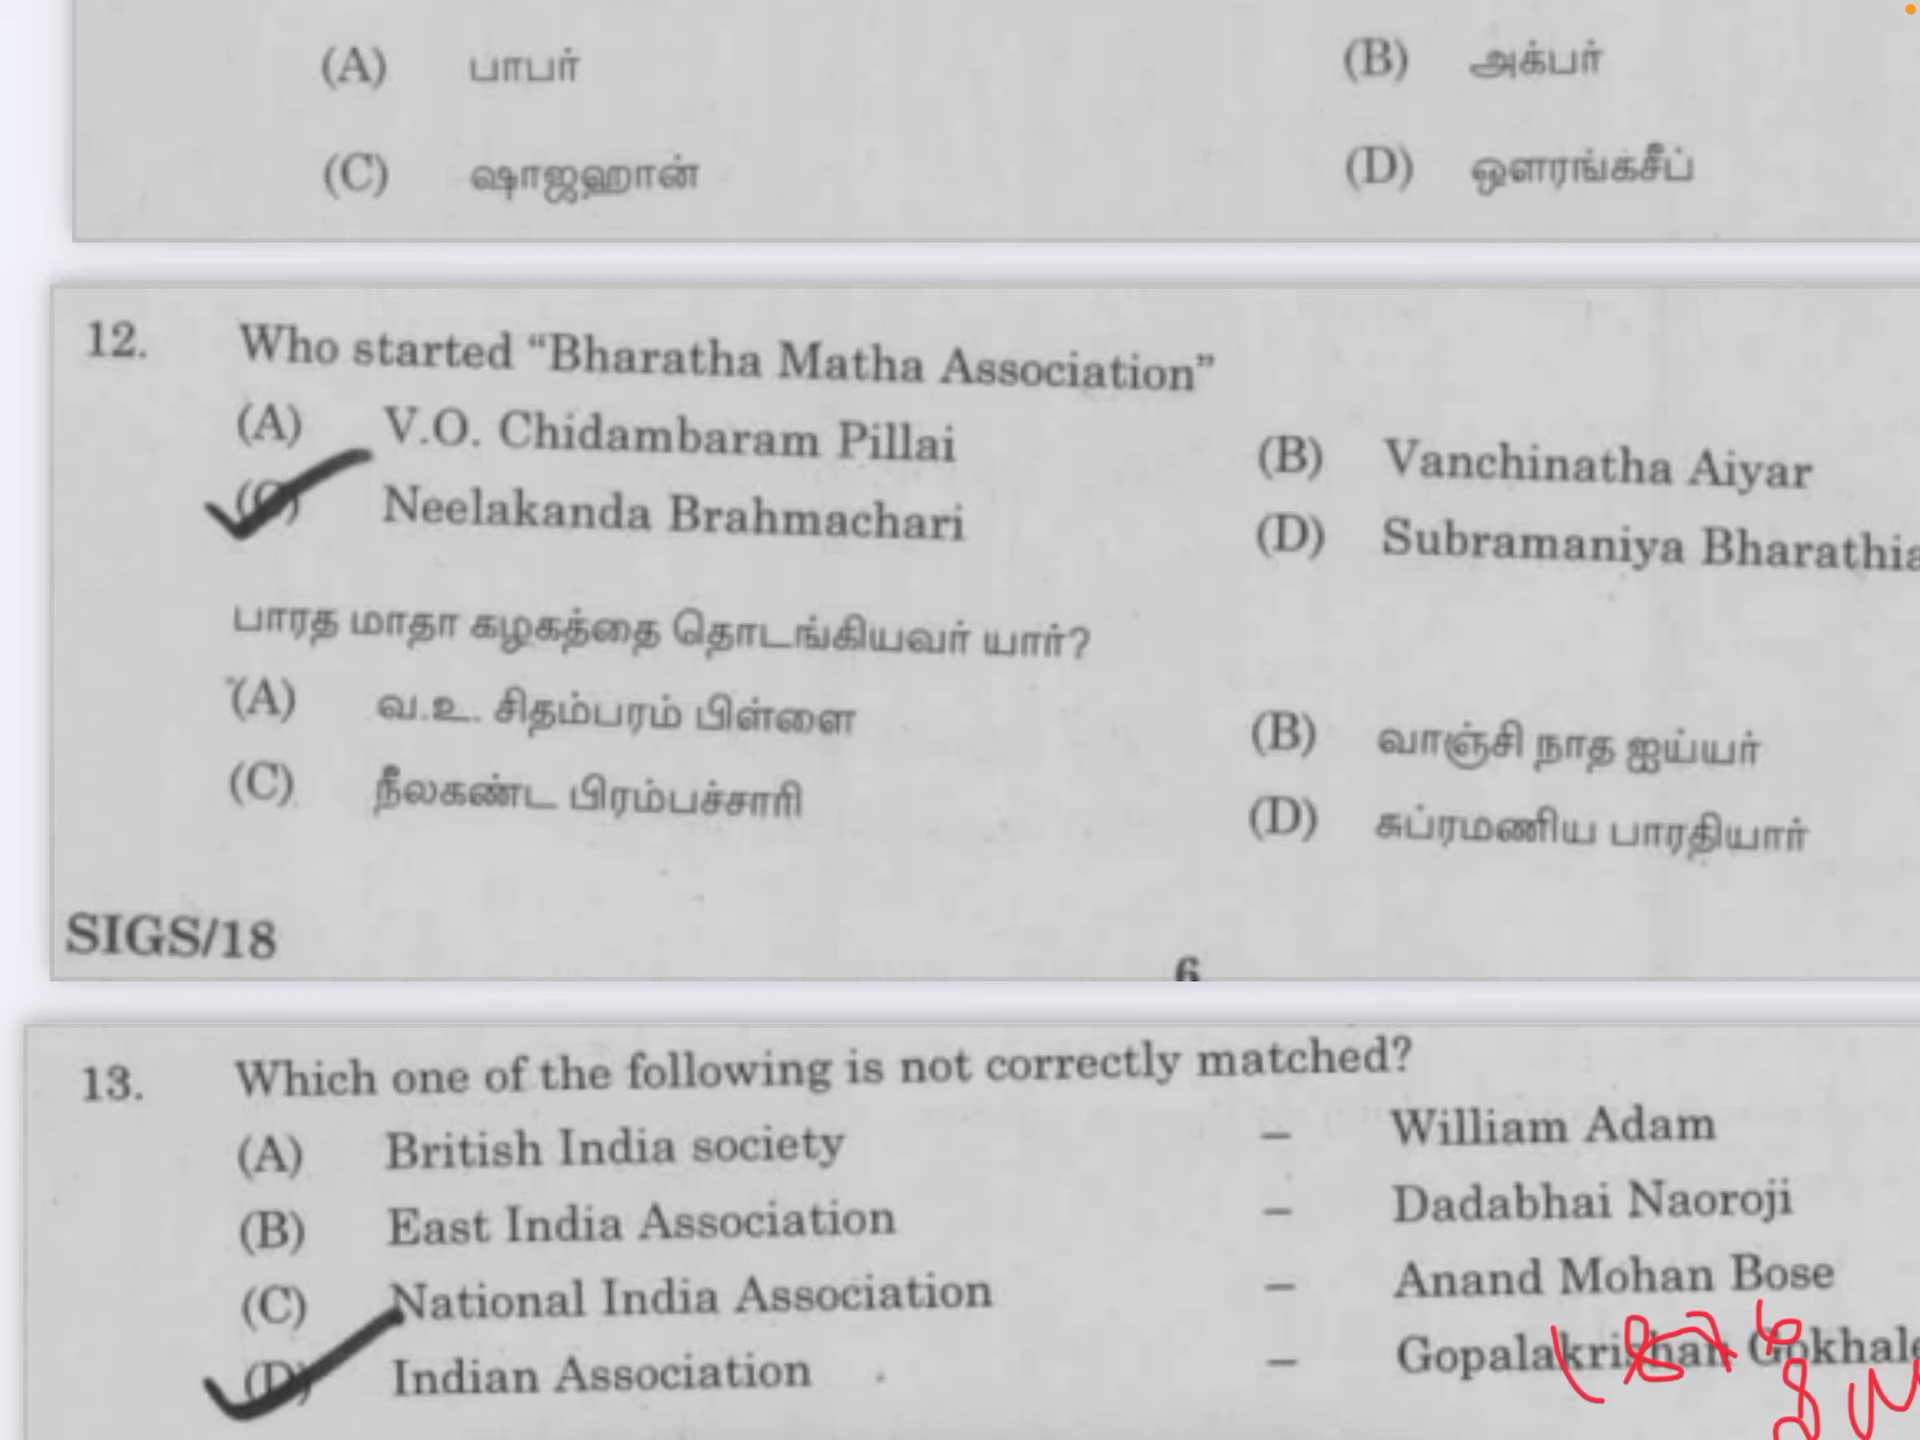 (A) பாபர் (B) அக்பர்
(C) ஷாஜஹான் (D) ஒளரங்கசீப்
12. Who started “Bharatha Matha Association”
(A) V.O. Chidambaram Pillai (B) Vanchinatha Aiyar
(C) Neelakanda Brahmachari (D) Subramaniya Bharathia
பாரத மாதா கழகத்தை தொடங்கியவர் யார்?
(A) வ.உ. சிதம்பரம் பிள்ளை (B) வாஞ்சி நாத ஐய்யர்
(C) நீலகண்ட பிரம்பச்சாரி (D) சுப்ரமணிய பாரதியார்
SIGS/18
6
13. Which one of the following is not correctly matched?
(A) British India society – William Adam
(B) East India Association – Dadabhai Naoroji
(C) National India Association – Anand Mohan Bose
(D) Indian Association – Gopalakrishan Gokhale